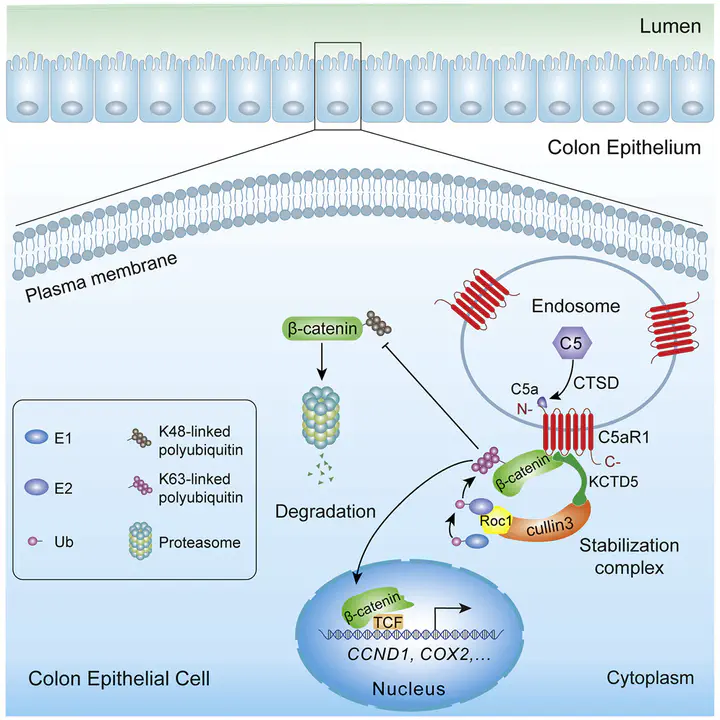 Lumen
Colon Epithelium
Plasma membrane
Endosome
C5
CTSD
C5a
N-
C5aR1
C-
β-catenin
KCTD5
Roc1
cullin3
Stabilization
complex
β-catenin
Degradation
E1
K48-linked
polyubiquitin
E2
K63-linked
polyubiquitin
Ub
Proteasome
β-catenin
TCF
CCND1, COX2,...
Nucleus
Colon Epithelial Cell
Cytoplasm